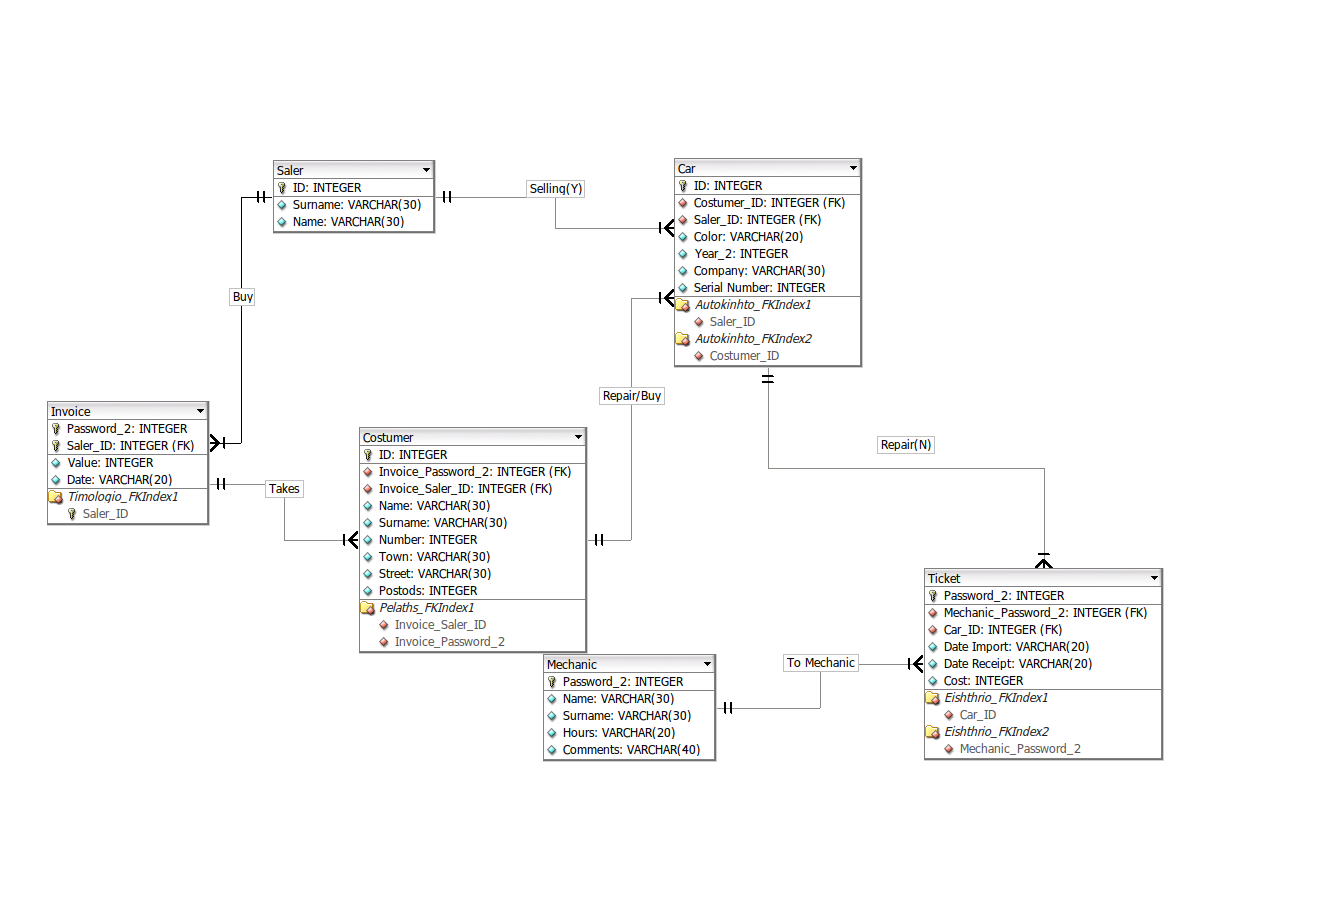 Saler
ID: INTEGER
Surname: VARCHAR(30)
Name: VARCHAR(30)
Selling(Y)
Car
ID: INTEGER
Costumer_ID: INTEGER (FK)
Saler_ID: INTEGER (FK)
Color: VARCHAR(20)
Year_2: INTEGER
Company: VARCHAR(30)
Serial Number: INTEGER
Autokinhto_FKIndex1
Saler_ID
Autokinhto_FKIndex2
Costumer_ID
Buy
Repair/Buy
Invoice
Password_2: INTEGER
Saler_ID: INTEGER (FK)
Value: INTEGER
Date: VARCHAR(20)
Timologio_FKIndex1
Saler_ID
Takes
Costumer
ID: INTEGER
Invoice_Password_2: INTEGER (FK)
Invoice_Saler_ID: INTEGER (FK)
Name: VARCHAR(30)
Surname: VARCHAR(30)
Number: INTEGER
Town: VARCHAR(30)
Street: VARCHAR(30)
Postods: INTEGER
Pelaths_FKIndex1
Invoice_Saler_ID
Invoice_Password_2
Repair(N)
Mechanic
Password_2: INTEGER
Name: VARCHAR(30)
Surname: VARCHAR(30)
Hours: VARCHAR(20)
Comments: VARCHAR(40)
To Mechanic
Ticket
Password_2: INTEGER
Mechanic_Password_2: INTEGER (FK)
Car_ID: INTEGER (FK)
Date Import: VARCHAR(20)
Date Receipt: VARCHAR(20)
Cost: INTEGER
Eishthrio_FKIndex1
Car_ID
Eishthrio_FKIndex2
Mechanic_Password_2